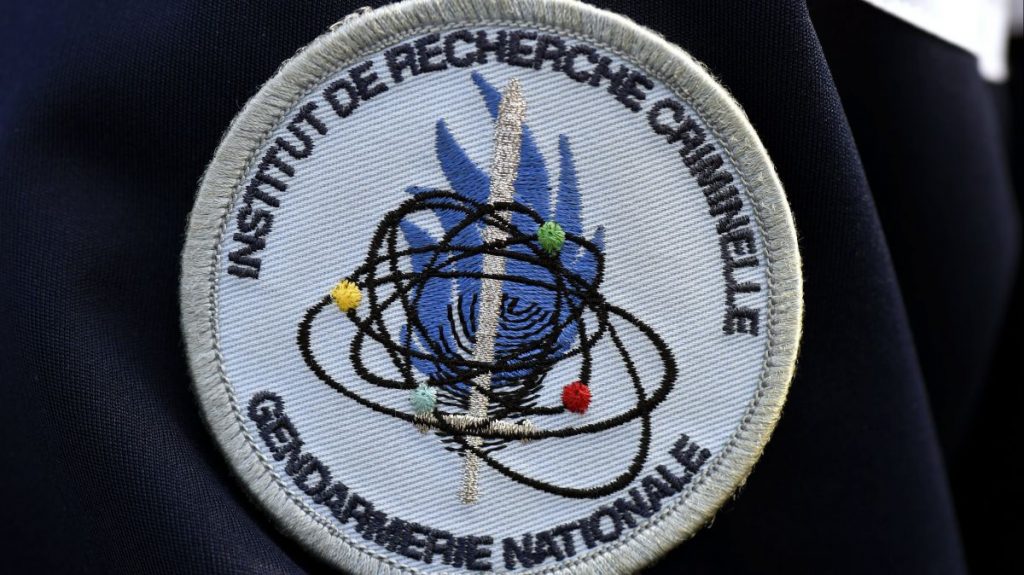 INSTITUT DE RECHERCHE CRIMINELLE
GENDARMERIE NATIONALE